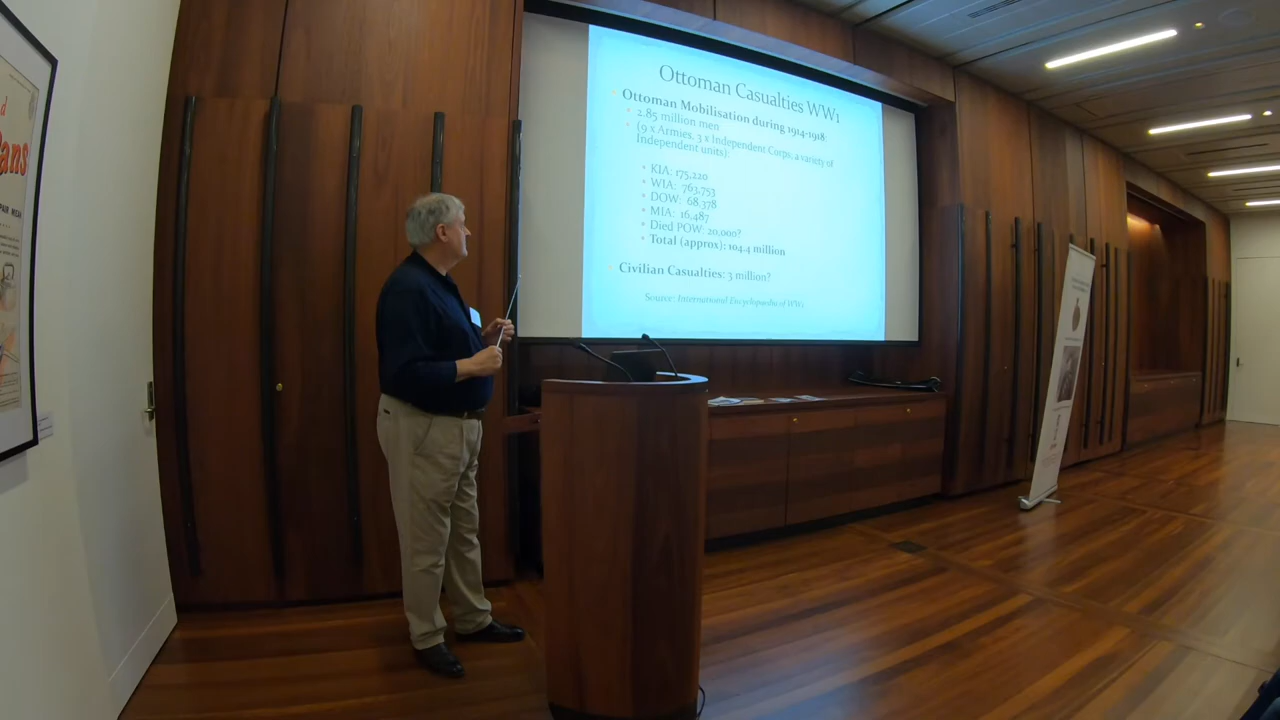 Ottoman Casualties WW1
Ottoman Mobilisation during 1914-1918:
2.85 million men
(9 x Armies, 3 x Independent Corps, a variety of
Independent units):
KIA: 175,220
WIA: 763,753
DOW: 68,378
MIA: 16,487
Died POW: 20,000?
Total (approx): 104.4 million
Civilian Casualties: 3 million?
Source: International Encyclopaedia of WW1
d
ans